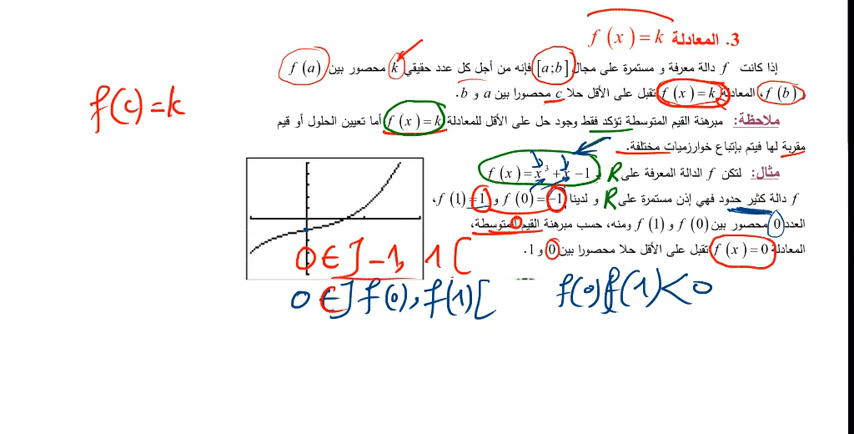 3. المعادلة f(x)=k
إذا كانت f دالة معرفة و مستمرة على مجال [a;b] فإنه من أجل كل عدد حقيقي k محصور بين f(a)
و f(b)، المعادلة f(x)=k تقبل على الأقل حلا c محصورا بين a و b.
f(c)=k
ملاحظة: مبرهنة القيم المتوسطة تؤكد فقط وجود حل على الأقل للمعادلة f(x)=k أما تعيين الحلول أو قيم
مقربة لها فيتم بإتباع خوارزميات مختلفة.
مثال: لتكن f الدالة المعرفة على R f(x)=x³+x-1
f دالة كثير حدود فهي إذن مستمرة على R و لدينا f(0)=-1 و f(1)=1،
العدد 0 محصور بين f(0) و f(1) ومنه، حسب مبرهنة القيم المتوسطة،
المعادلة f(x)=0 تقبل على الأقل حلا محصورا بين 0 و 1.
0 ∈ ]-1, 1[
0 ∈ ]f(0), f(1)[
f(0)f(1)<0